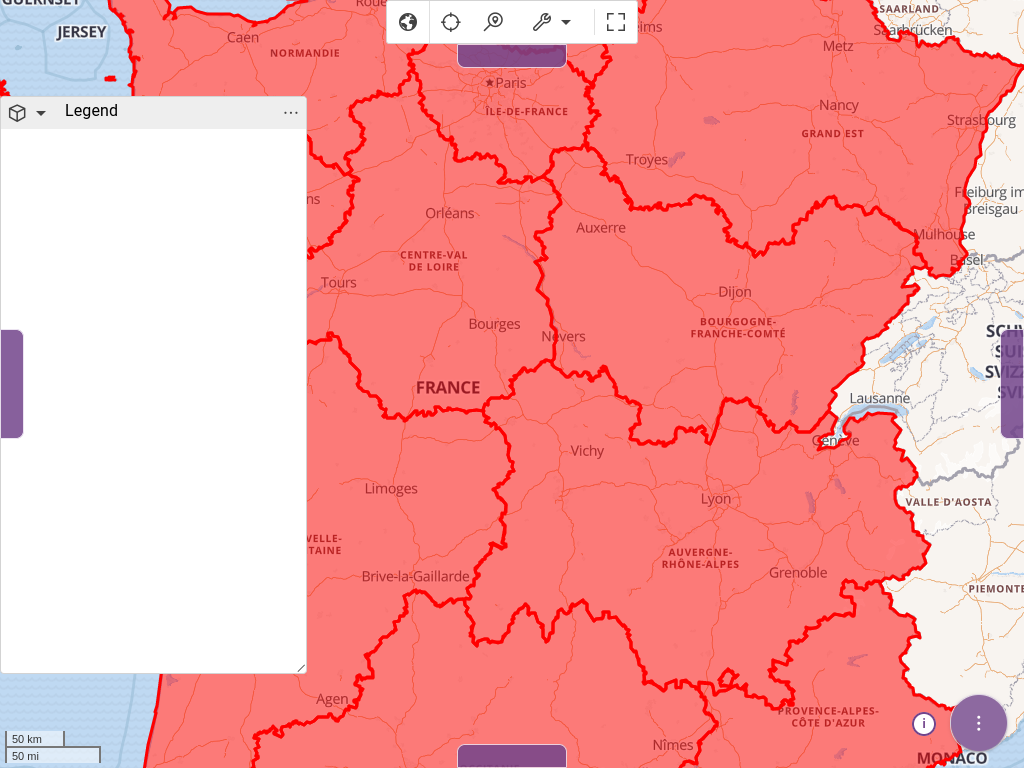 JERSEY
Caen
NORMANDIE
Paris
ÎLE-DE-FRANCE
Metz
SAARLAND
Saarbrücken
Nancy
GRAND EST
Strasbourg
Troyes
Legend
Orléans
Auxerre
Freiburg im
Breisgau
Mulhouse
Basel
CENTRE-VAL
DE LOIRE
Tours
Dijon
BOURGOGNE-
FRANCHE-COMTÉ
Bourges
Nevers
FRANCE
Lausanne
Genève
Vichy
Limoges
Lyon
VALLE D'AOSTA
AUVERGNE-
RHÔNE-ALPES
Brive-la-Gaillarde
Grenoble
PIEMONTE
Agen
PROVENCE-ALPES-
CÔTE D'AZUR
i
Nîmes
MONACO
50 km
50 mi